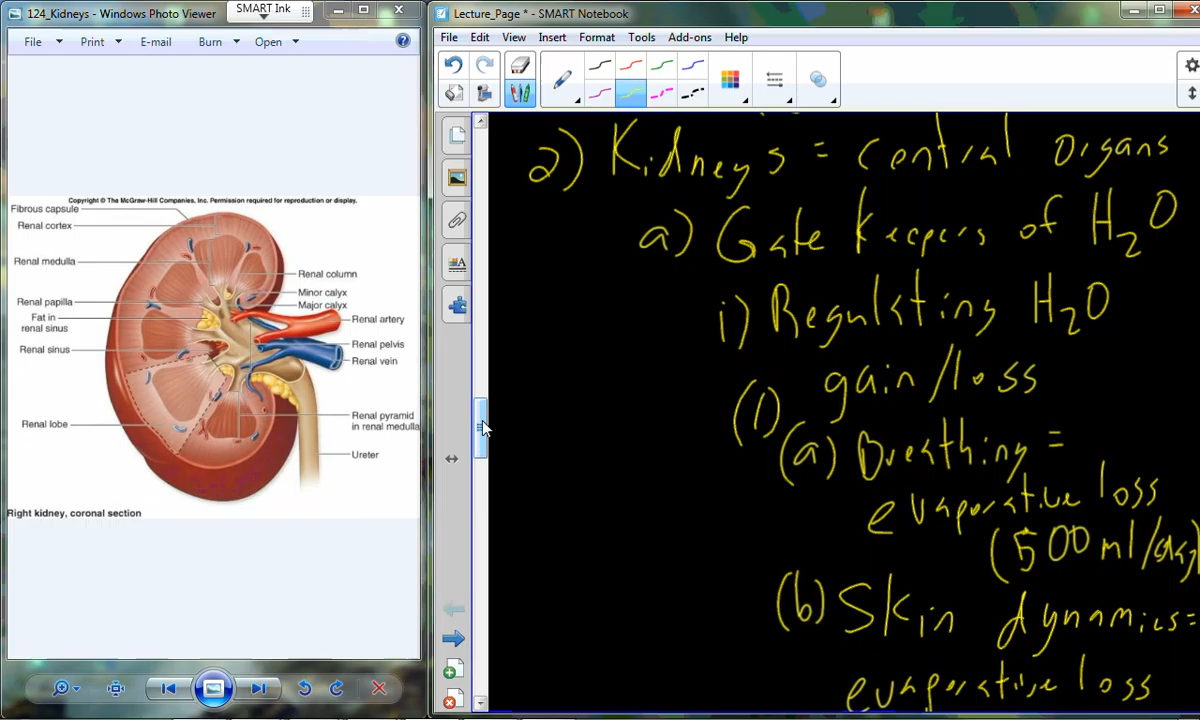 124_Kidneys - Windows Photo Viewer
SMART Ink
File Print E-mail Burn Open
Copyright © The McGraw-Hill Companies, Inc. Permission required for reproduction or display.
Fibrous capsule
Renal cortex
Renal medulla
Renal papilla
Fat in
renal sinus
Renal sinus
Renal lobe
Renal column
Minor calyx
Major calyx
Renal artery
Renal pelvis
Renal vein
Renal pyramid
in renal medulla
Ureter
Right kidney, coronal section
Lecture_Page * - SMART Notebook
File Edit View Insert Format Tools Add-ons Help
2) Kidneys = central organs
a) Gate keepers of H2O
i) Regulating H2O
gain/loss
(1)
(a) Breathing =
evaporative loss
(500 ml/day)
(b) Skin dynamics =
evaporative loss